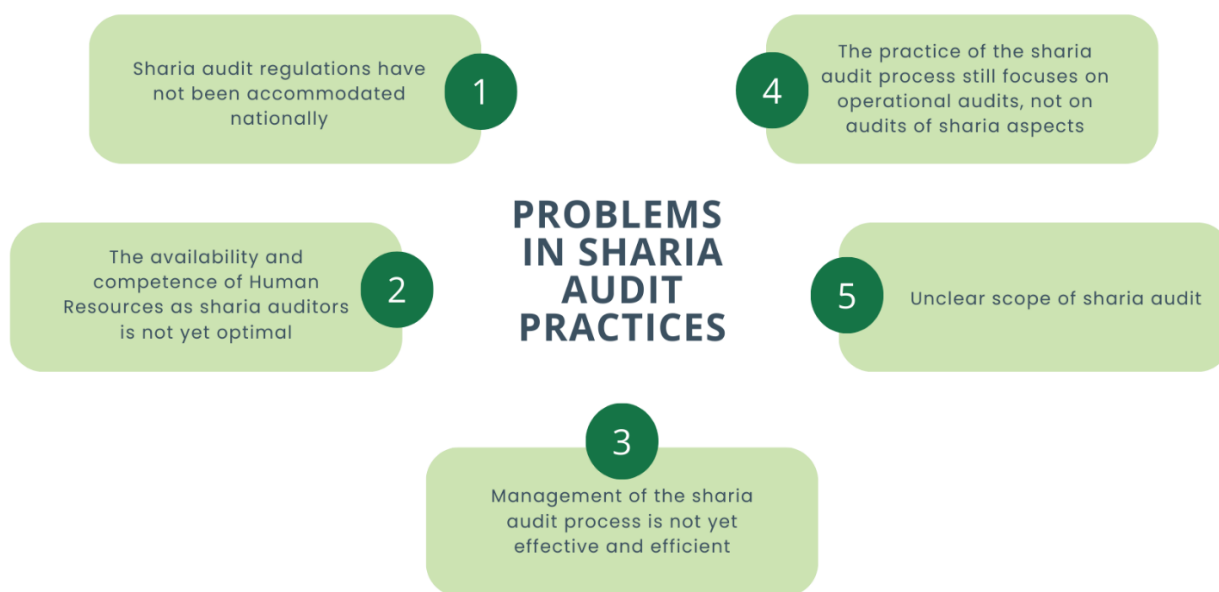 PROBLEMS
IN SHARIA
AUDIT
PRACTICES
1
Sharia audit regulations have
not been accommodated
nationally
2
The availability and
competence of Human
Resources as sharia auditors
is not yet optimal
3
Management of the sharia
audit process is not yet
effective and efficient
4
The practice of the sharia
audit process still focuses on
operational audits, not on
audits of sharia aspects
5
Unclear scope of sharia audit